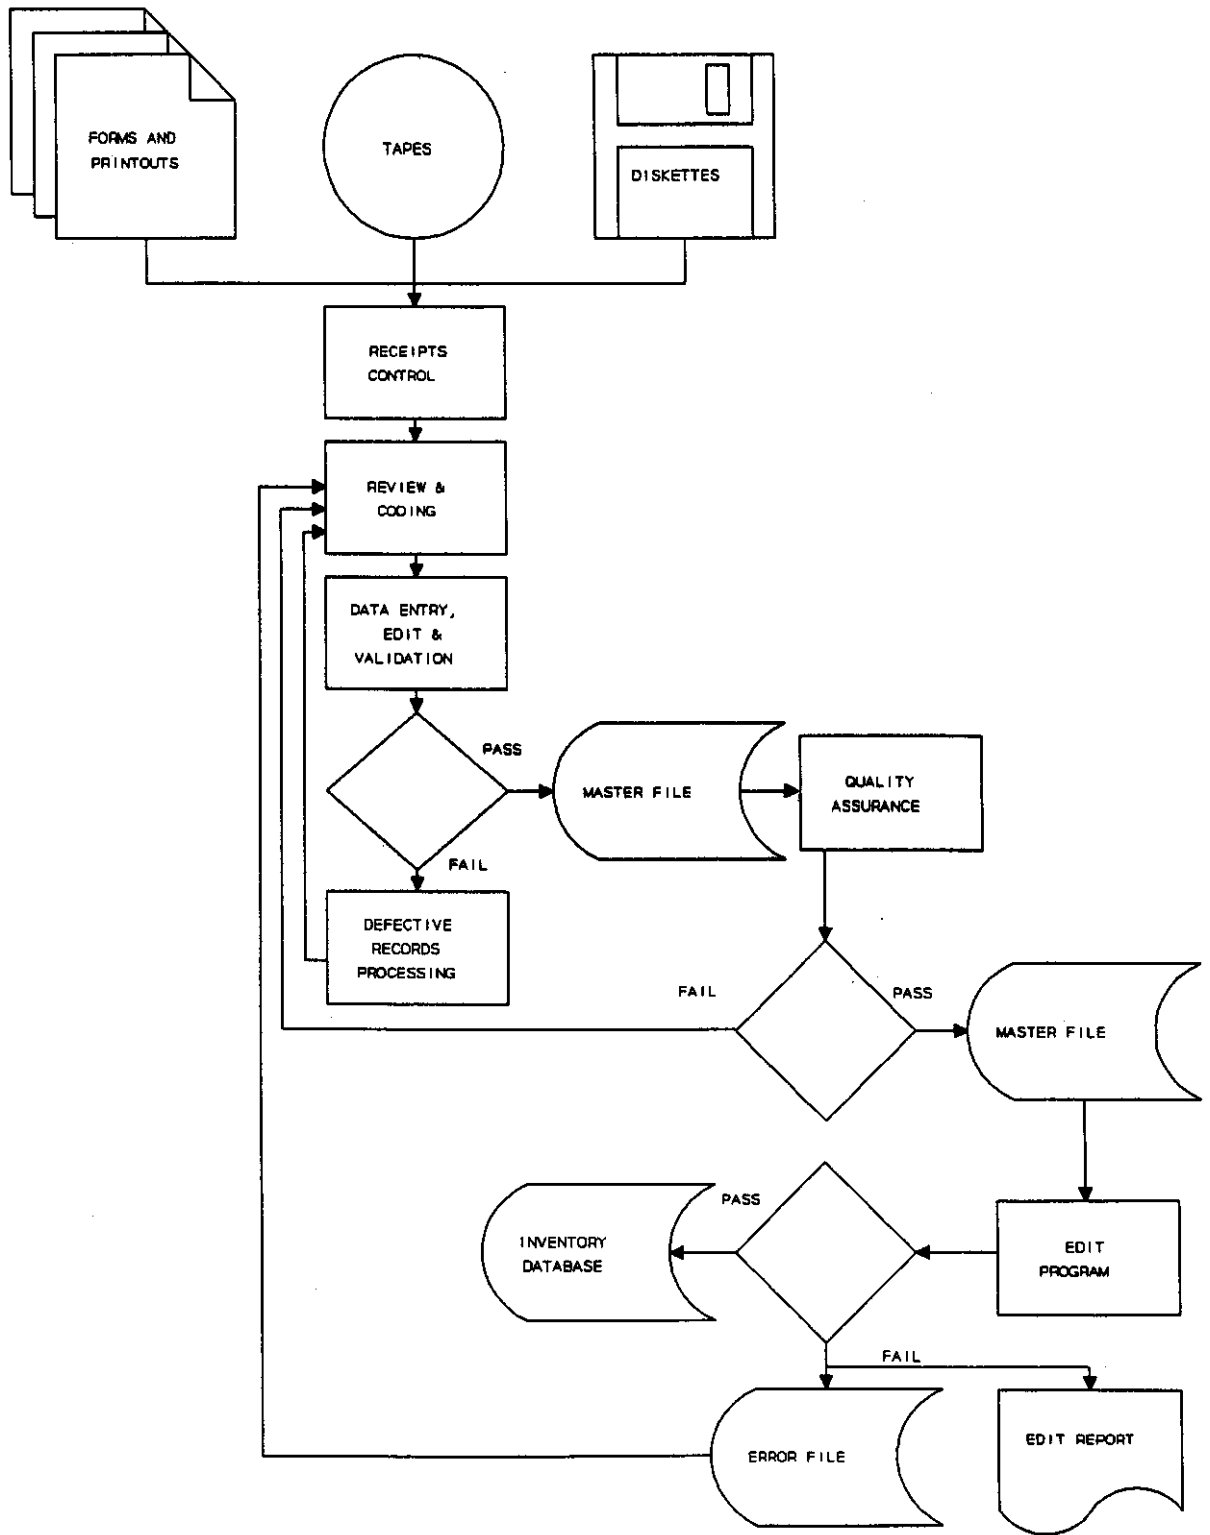 FORMS AND
PRINTOUTS
TAPES
DISKETTES
RECEIPTS
CONTROL
REVIEW &
CODING
DATA ENTRY,
EDIT &
VALIDATION
PASS
MASTER FILE
QUALITY
ASSURANCE
FAIL
DEFECTIVE
RECORDS
PROCESSING
FAIL
PASS
MASTER FILE
PASS
INVENTORY
DATABASE
EDIT
PROGRAM
FAIL
ERROR FILE
EDIT REPORT